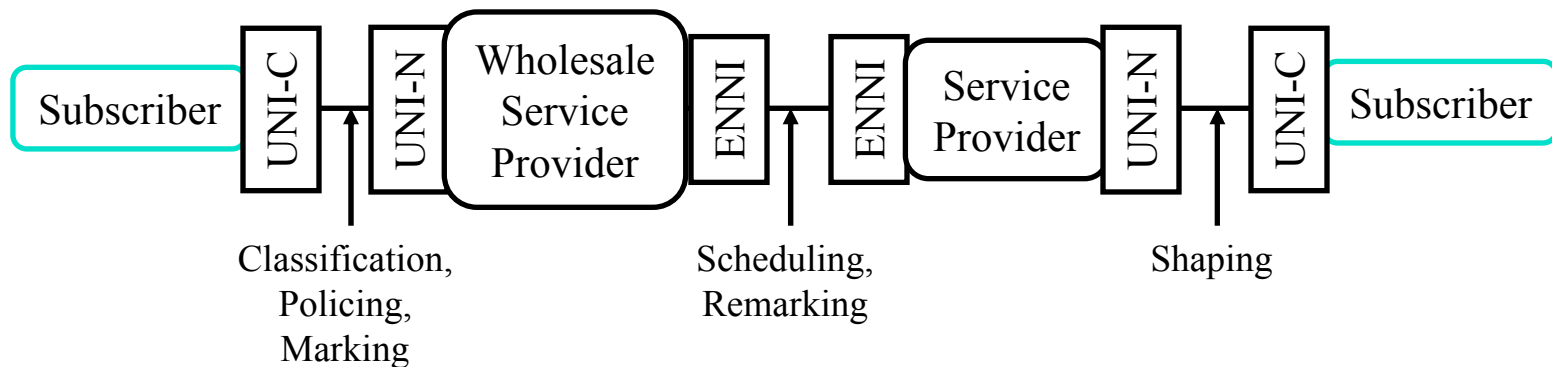 Subscriber
UNI-C
UNI-N
Wholesale
Service
Provider
ENNI
ENNI
Service
Provider
UNI-N
UNI-C
Subscriber
Classification,
Policing,
Marking
Scheduling,
Remarking
Shaping